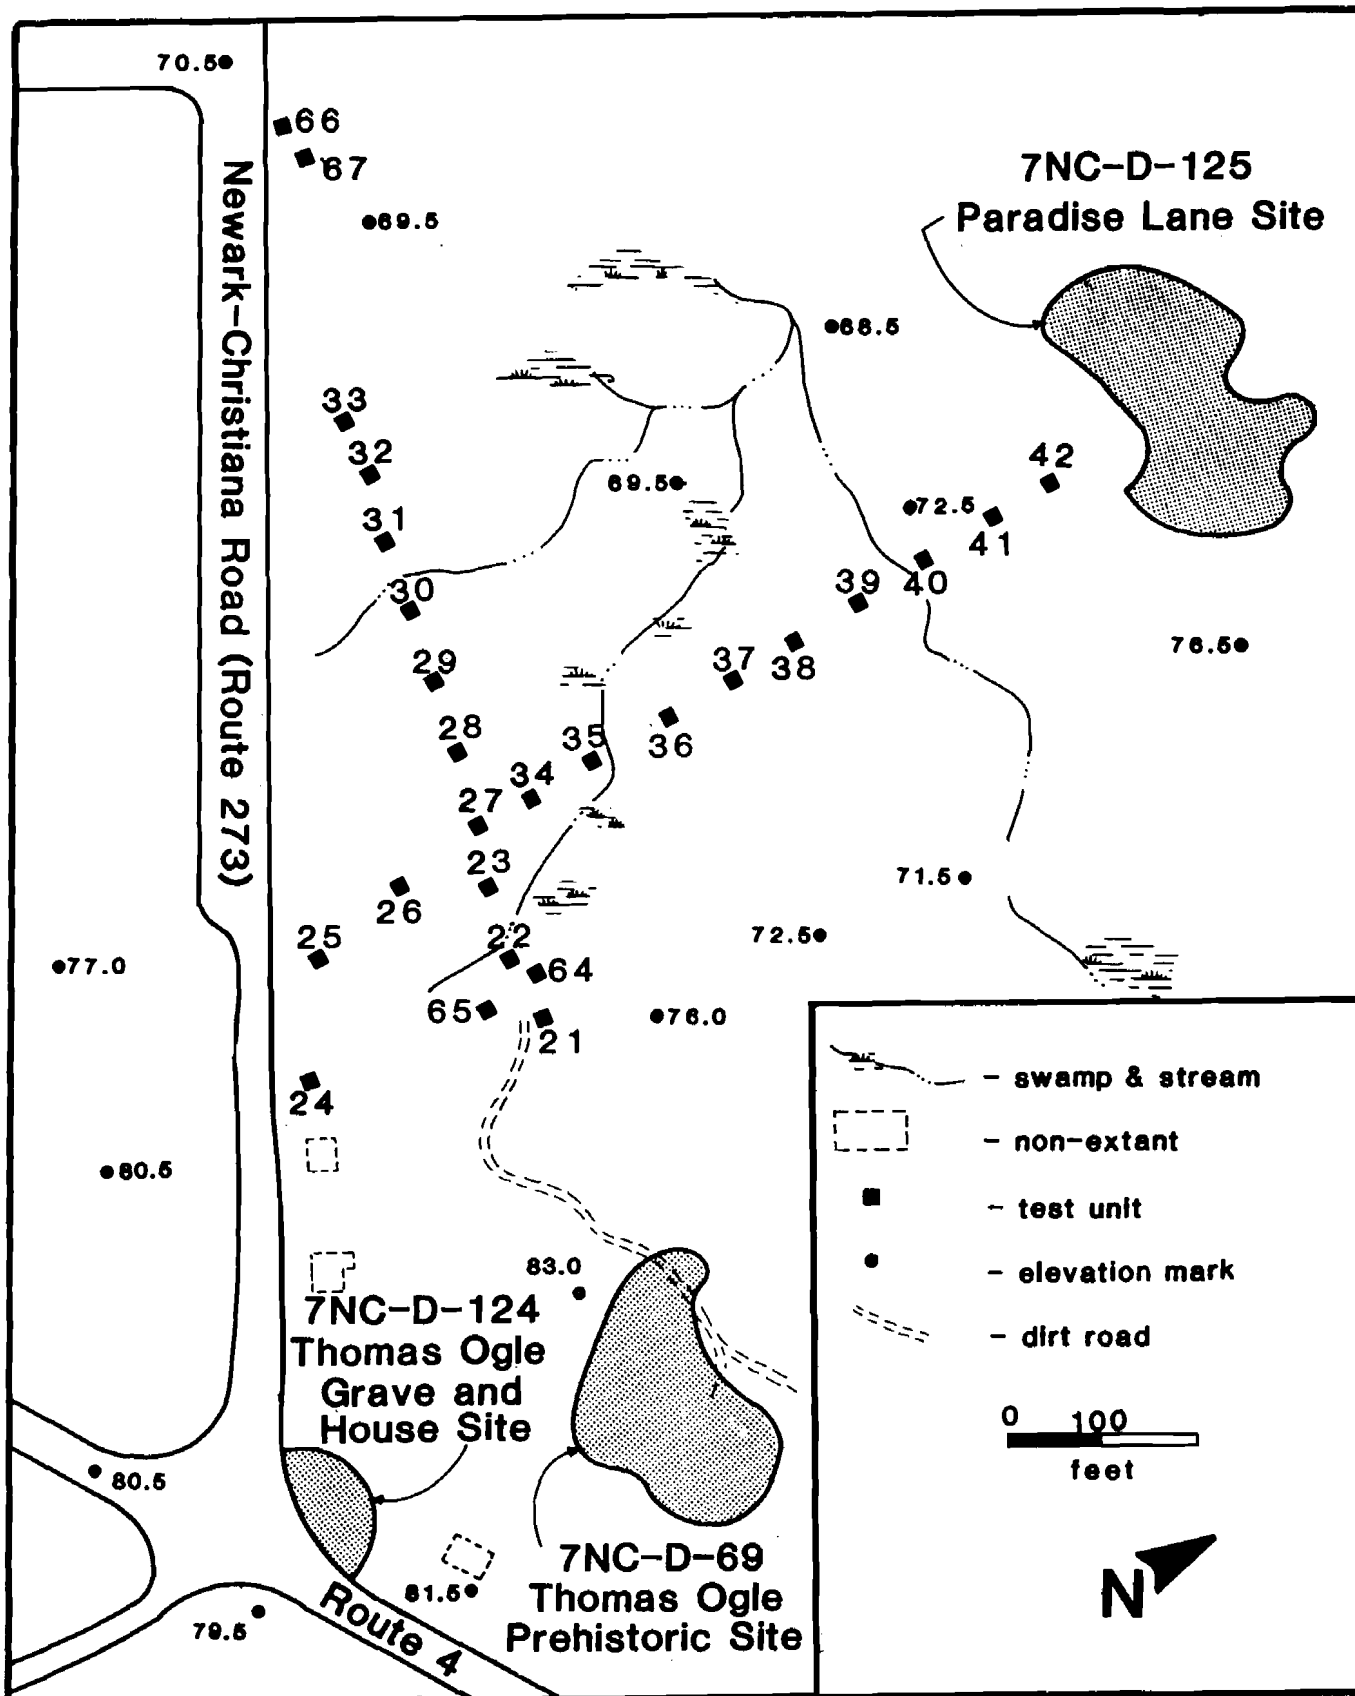 70.5
66
67
Newark-Christiana Road (Route 273)
69.5
7NC-D-125
Paradise Lane Site
68.5
33
32
31
30
29
28
27
23
69.5
72.5
42
41
40
39
38
37
36
35
34
76.5
26
25
22
64
65
21
24
71.5
72.5
76.0
77.0
80.5
83.0
7NC-D-124
Thomas Ogle
Grave and
House Site
80.5
81.5
79.5
Route 4
7NC-D-69
Thomas Ogle
Prehistoric Site
- swamp & stream
- non-extant
- test unit
- elevation mark
- dirt road
0 100
feet
N